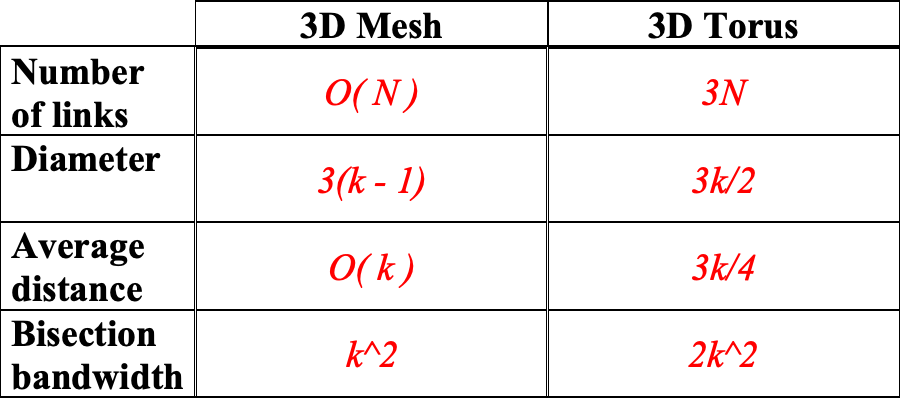 3D Mesh 3D Torus
Number
of links O( N ) 3N
Diameter 3(k - 1) 3k/2
Average
distance O( k ) 3k/4
Bisection
bandwidth k^2 2k^2